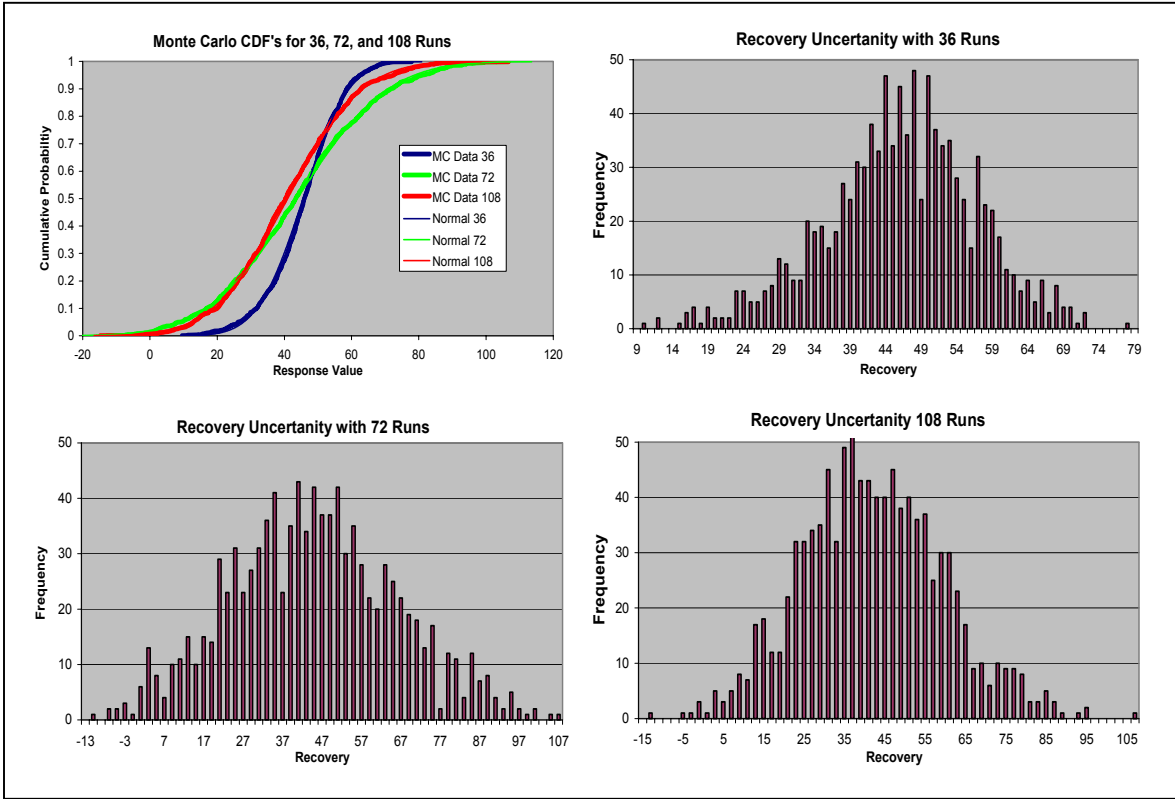 Monte Carlo CDF's for 36, 72, and 108 Runs
1
0.9
0.8
0.7
0.6
0.5
0.4
0.3
0.2
0.1
0
Cumulative Probabiltiy
-20 0 20 40 60 80 100 120
Response Value
MC Data 36
MC Data 72
MC Data 108
Normal 36
Normal 72
Normal 108
Recovery Uncertanity with 36 Runs
50
40
30
20
10
0
Frequency
9 14 19 24 29 34 39 44 49 54 59 64 69 74 79
Recovery
Recovery Uncertanity with 72 Runs
50
40
30
20
10
0
Frequency
-13 -3 7 17 27 37 47 57 67 77 87 97 107
Recovery
Recovery Uncertanity 108 Runs
50
40
30
20
10
0
Frequency
-15 -5 5 15 25 35 45 55 65 75 85 95 105
Recovery